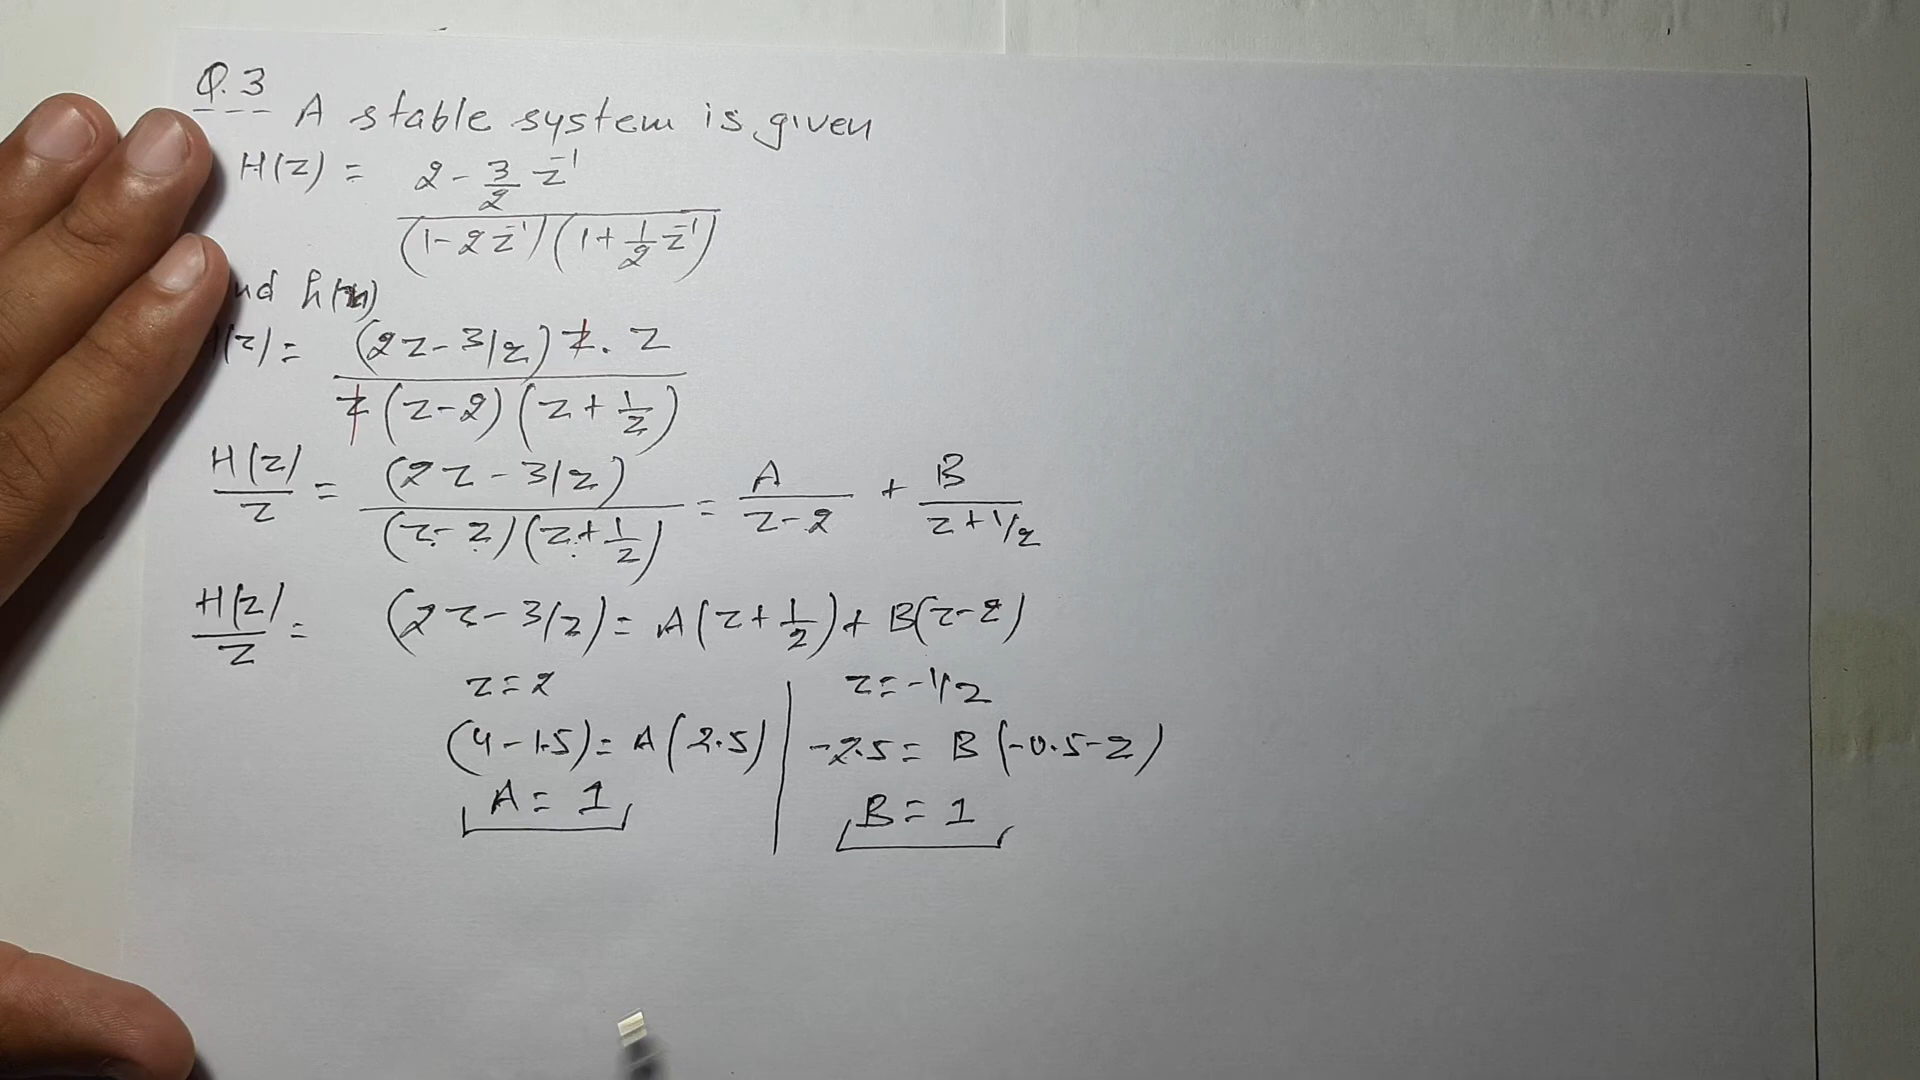 Q.3
A stable system is given
H(z) = (2 - 3/2 z^-1) / ((1-2z^-1)(1+1/2 z^-1))
nd h(n)
(z) = (2z-3/2) z . z / (z(z-2)(z+1/2))
H(z)/z = (2z-3/2) / ((z-2)(z+1/2)) = A/(z-2) + B/(z+1/2)
H(z)/z = (2z-3/2) = A(z+1/2) + B(z-2)
z=2 | z=-1/2
(4-1.5) = A(2.5) | -2.5 = B(-0.5-2)
A = 1 | B = 1